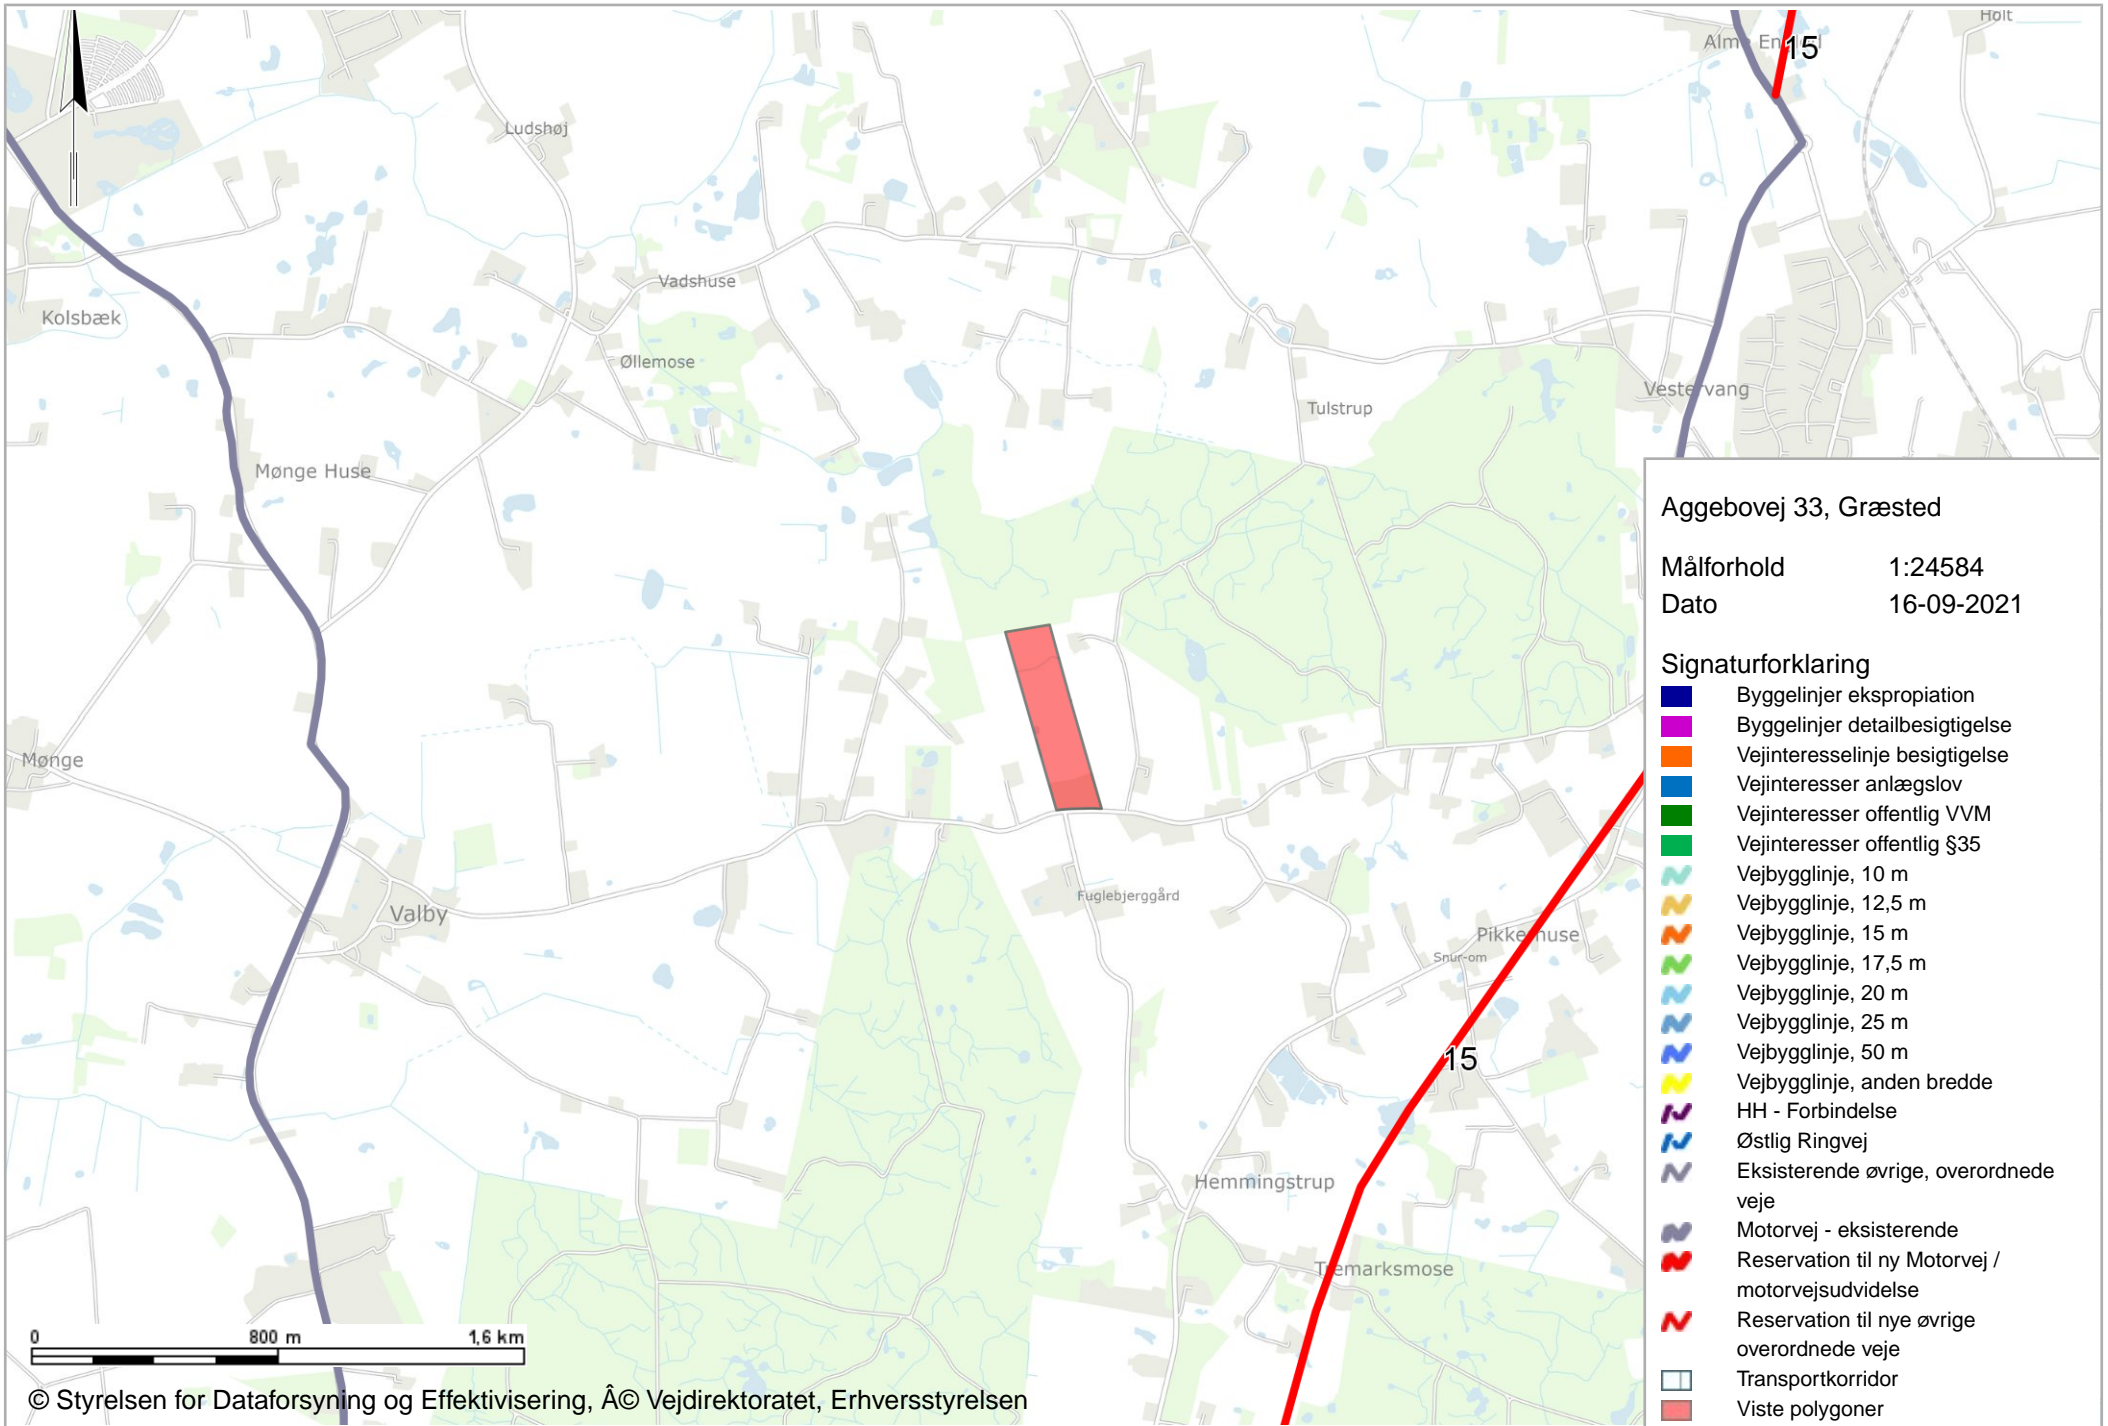 Holt
15
Ludshøj
Vadshuse
Kolsbæk
Øllemose
Vestervang
Tulstrup
Mønge Huse
Mønge
Valby
Fuglebjerggård
Snur-om
15
Hemmingstrup
Aggebovej 33, Græsted
Målforhold 1:24584
Dato 16-09-2021
Signaturforklaring
Byggelinjer ekspropiation
Byggelinjer detailbesigtigelse
Vejinteresselinje besigtigelse
Vejinteresser anlægslov
Vejinteresser offentlig VVM
Vejinteresser offentlig §35
Vejbygglinje, 10 m
Vejbygglinje, 12,5 m
Vejbygglinje, 15 m
Vejbygglinje, 17,5 m
Vejbygglinje, 20 m
Vejbygglinje, 25 m
Vejbygglinje, 50 m
Vejbygglinje, anden bredde
HH - Forbindelse
Østlig Ringvej
Eksisterende øvrige, overordnede
veje
Motorvej - eksisterende
Reservation til ny Motorvej /
motorvejsudvidelse
Reservation til nye øvrige
overordnede veje
Transportkorridor
Viste polygoner
0 800 m 1,6 km
© Styrelsen for Dataforsyning og Effektivisering, Â© Vejdirektoratet, Erhversstyrelsen